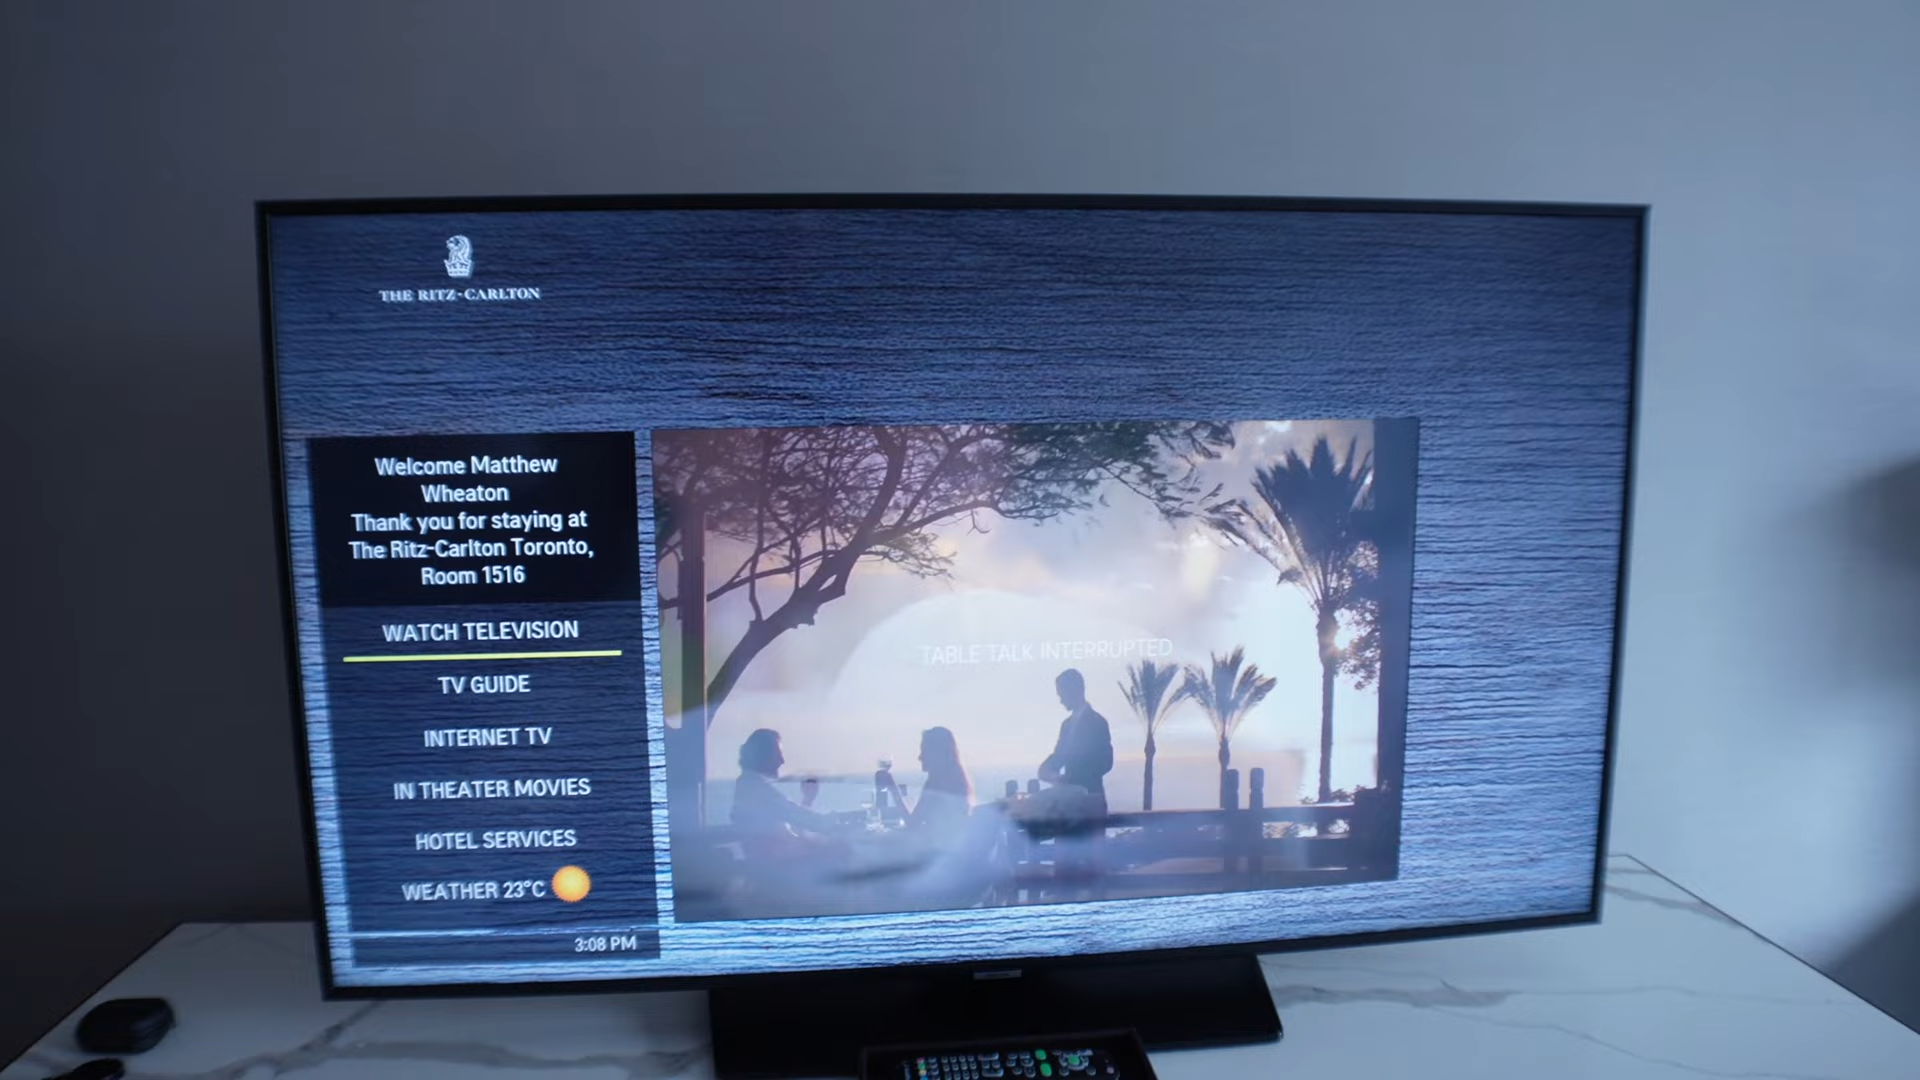 THE RITZ-CARLTON
Welcome Matthew
Wheaton
Thank you for staying at
The Ritz-Carlton Toronto,
Room 1516
WATCH TELEVISION
TV GUIDE
INTERNET TV
IN THEATER MOVIES
HOTEL SERVICES
WEATHER 23°C
3:08 PM
TABLE TALK INTERRUPTED